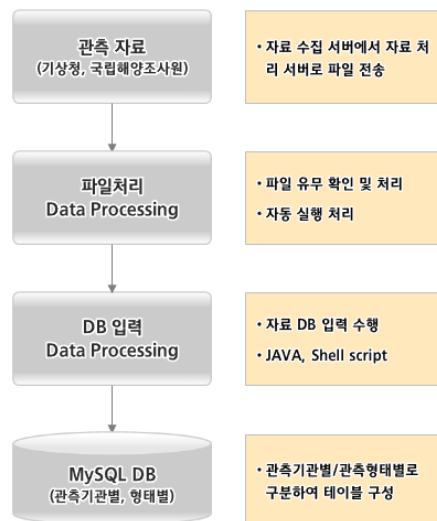 관측 자료
(기상청, 국립해양조사원)
• 자료 수집 서버에서 자료 처
리 서버로 파일 전송
파일처리
Data Processing
• 파일 유무 확인 및 처리
• 자동 실행 처리
DB 입력
Data Processing
• 자료 DB 입력 수행
• JAVA, Shell script
MySQL DB
(관측기관별, 형태별)
• 관측기관별/관측형태별로
구분하여 테이블 구성